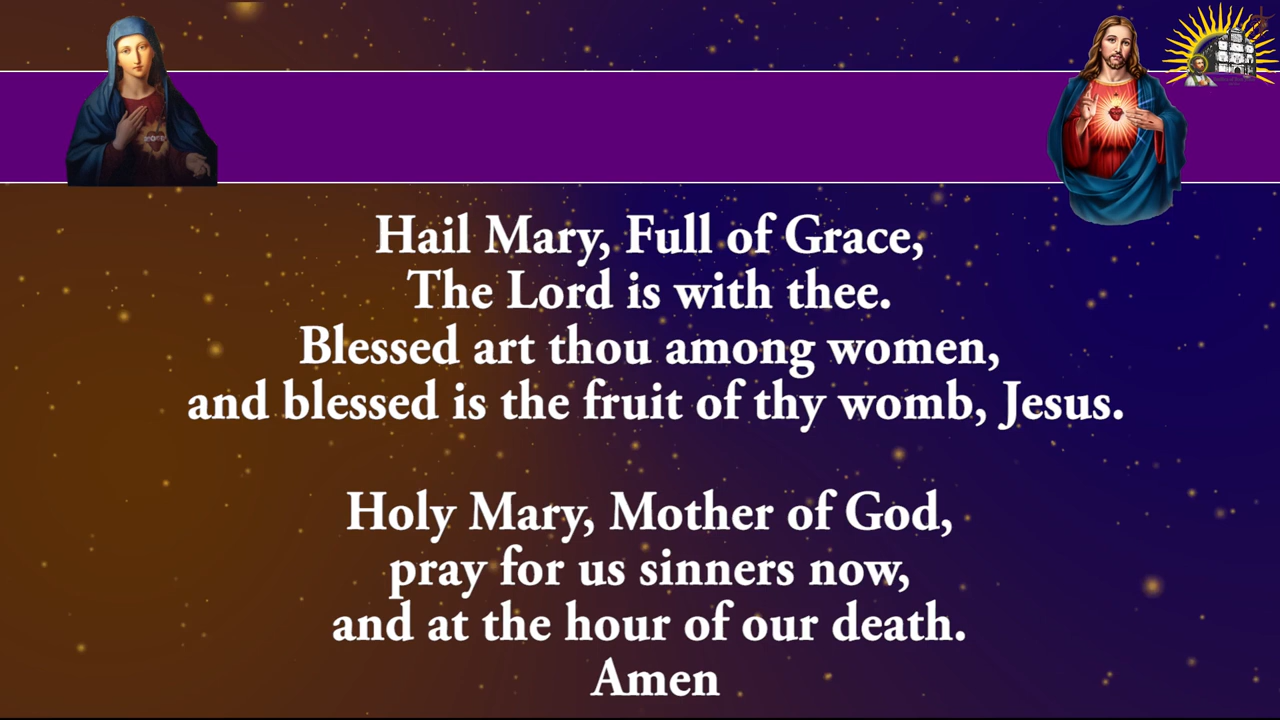 Hail Mary, Full of Grace,
The Lord is with thee.
Blessed art thou among women,
and blessed is the fruit of thy womb, Jesus.
Holy Mary, Mother of God,
pray for us sinners now,
and at the hour of our death.
Amen